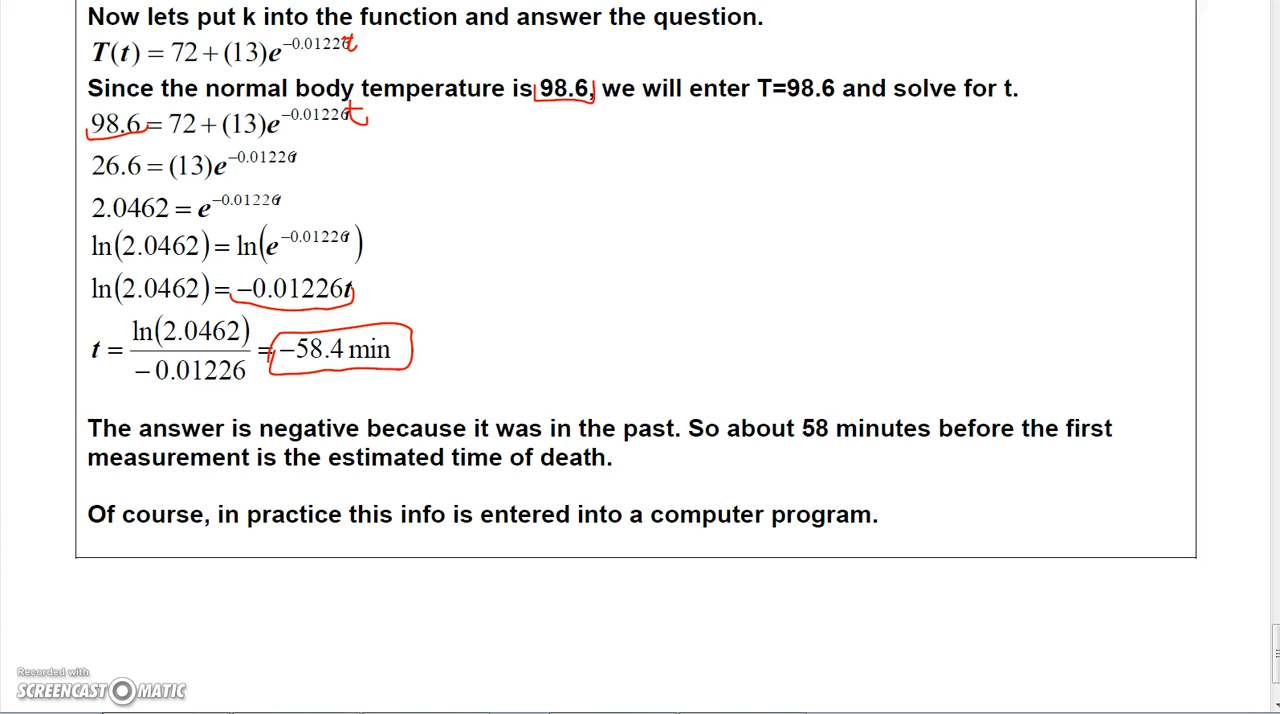 Now lets put k into the function and answer the question.
T(t) = 72 + (13)e^{-0.01226t}
Since the normal body temperature is 98.6, we will enter T=98.6 and solve for t.
98.6 = 72 + (13)e^{-0.01226t}
26.6 = (13)e^{-0.01226t}
2.0462 = e^{-0.01226t}
ln(2.0462) = ln(e^{-0.01226t})
ln(2.0462) = -0.01226t
t = ln(2.0462) / -0.01226 = -58.4 min
The answer is negative because it was in the past. So about 58 minutes before the first
measurement is the estimated time of death.
Of course, in practice this info is entered into a computer program.
Recorded with
SCREENCAST-O-MATIC